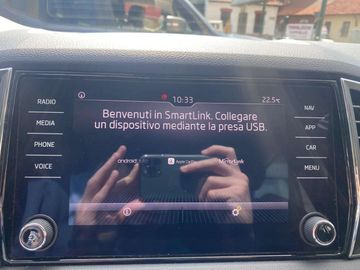 10:33 22.5°C
Benvenuti in SmartLink. Collegare
un dispositivo mediante la presa USB.
RADIO
MEDIA
PHONE
VOICE
MirrorLink
NAV
APP
CAR
MENU